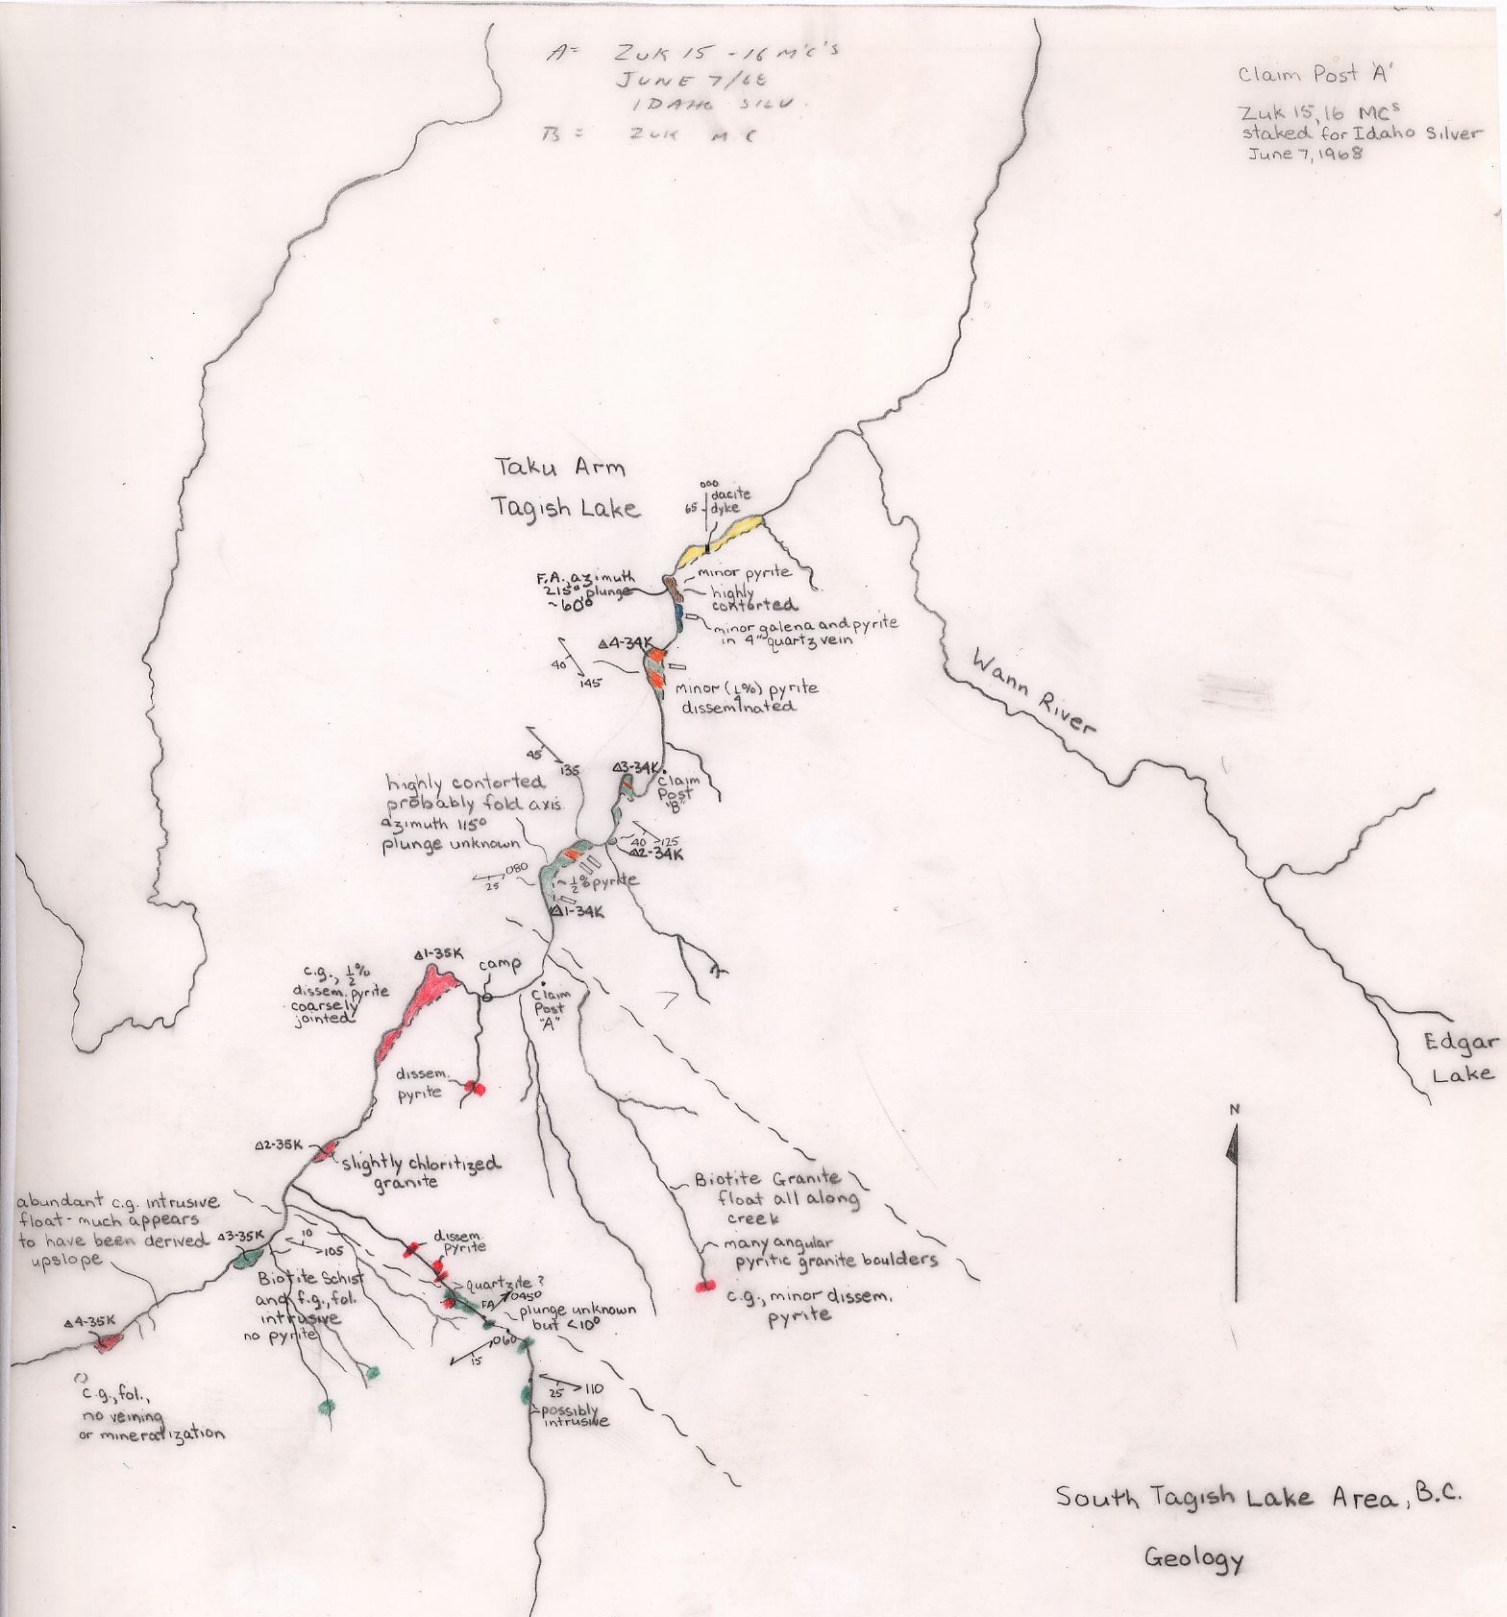 A= ZUK 15 -16 M'C'S
JUNE 7/68
IDAHO SILV.
B = ZUK M C
Claim Post 'A'
Zuk 15, 16 MCs
staked for Idaho Silver
June 7, 1968
Taku Arm
Tagish Lake
000
dacite
65 dyke
F.A. azimuth
215° plunge
~60°
minor pyrite
highly
contorted
minor galena and pyrite
in 4" quartz vein
Δ4-34K
40
145
minor (¼%) pyrite
disseminated
Wann River
45
135
Δ3-34K
Claim
Post
"B"
highly contorted
probably fold axis
azimuth 115°
plunge unknown
40 125
Δ2-34K
080
25
~½% pyrite
Δ1-34K
Δ1-35K
camp
c.g., ½%
dissem. pyrite
coarsely
jointed
Claim
Post
"A"
Edgar
Lake
dissem.
pyrite
N
Δ2-35K
slightly chloritized
granite
Biotite Granite
float all along
creek
many angular
pyritic granite boulders
c.g., minor dissem.
pyrite
abundant c.g. intrusive
float - much appears
to have been derived
upslope
Δ3-35K
10
105
dissem.
pyrite
Biotite Schist
and f.g., fol.
intrusive
no pyrite
quartzite ?
FA 045°
plunge unknown
but <10°
060
15
Δ4-35K
25 110
possibly
intrusive
c.g., fol.,
no veining
or mineralization
South Tagish Lake Area, B.C.
Geology